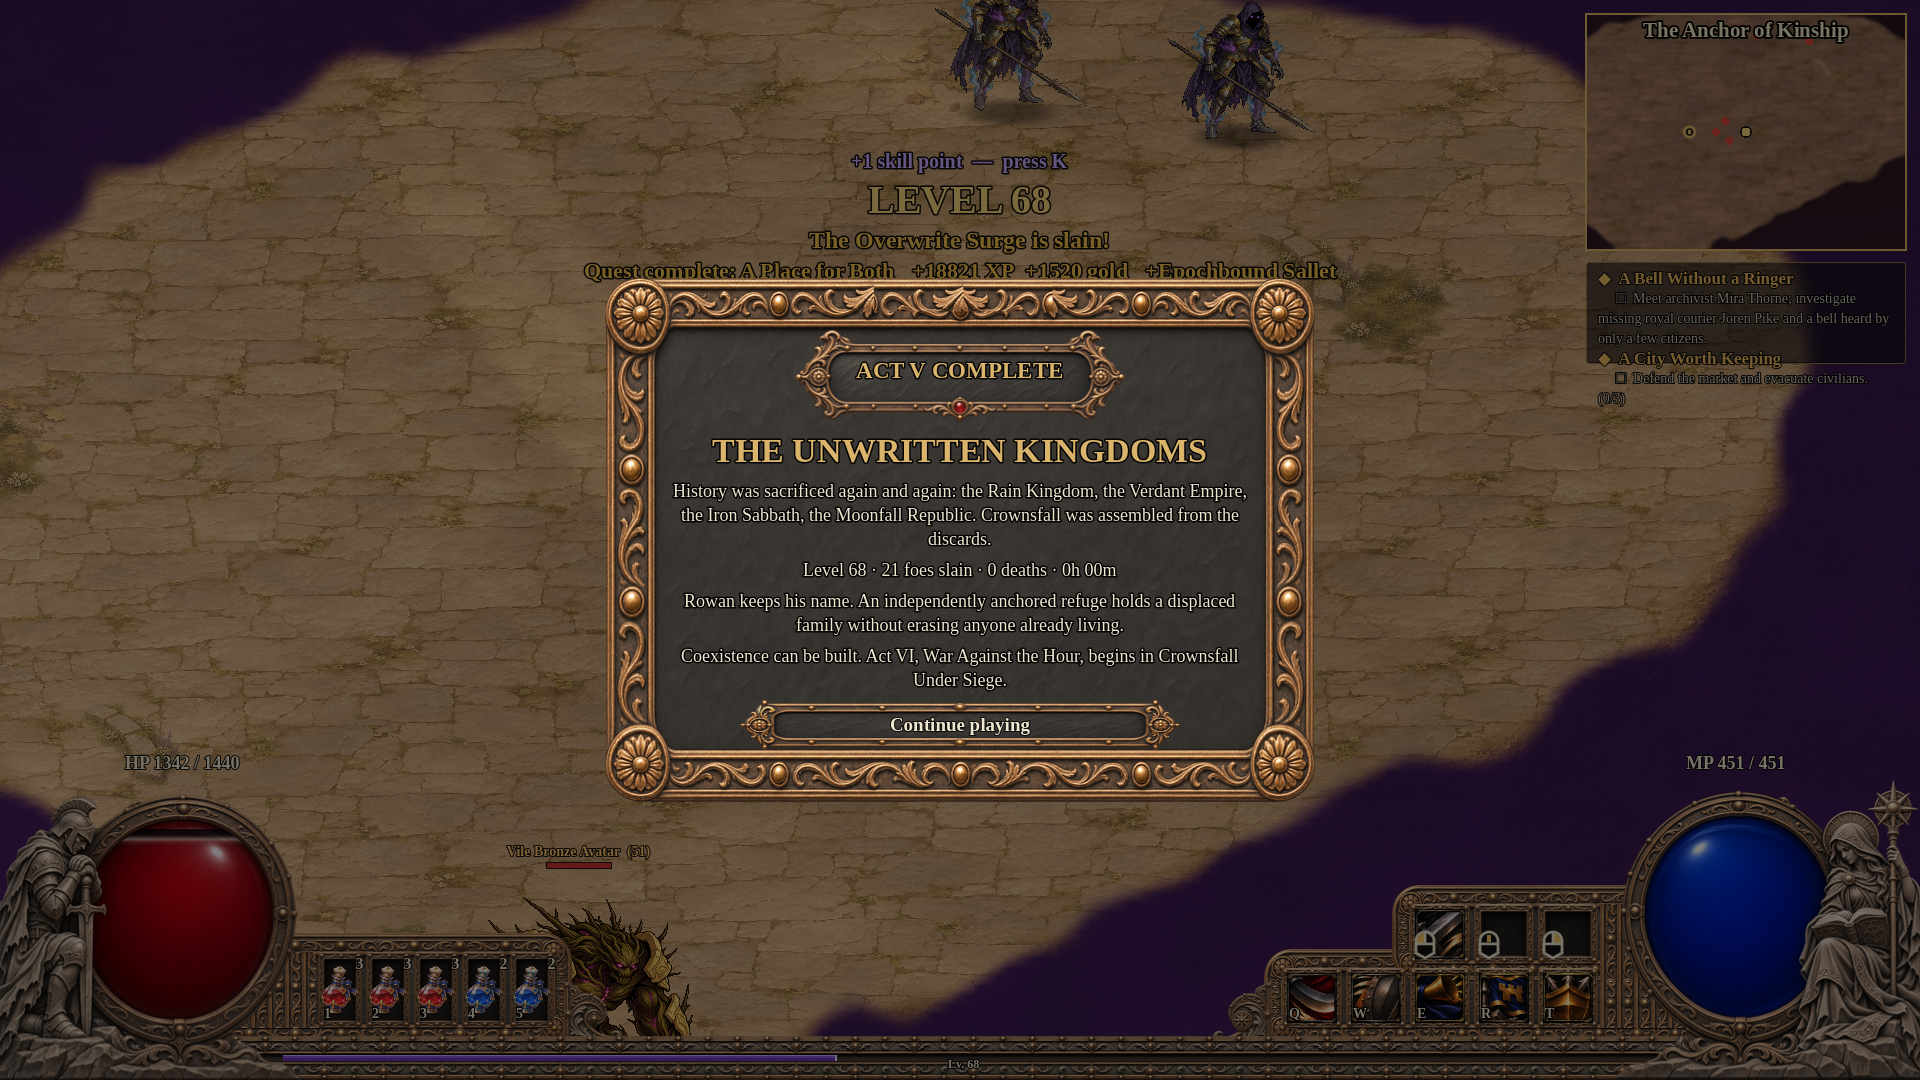 The Anchor of Kinship
+1 skill point — press K
LEVEL 68
The Overwrite Surge is slain!
Quest complete: A Place for Both +18821 XP +1520 gold +Epochbound Sallet
◆ A Bell Without a Ringer
☐ Meet archivist Mira Thorne; investigate
missing royal courier Joren Pike and a bell heard by
only a few citizens.
◆ A City Worth Keeping
☐ Defend the market and evacuate civilians.
(0/3)
ACT V COMPLETE
THE UNWRITTEN KINGDOMS
History was sacrificed again and again: the Rain Kingdom, the Verdant Empire,
the Iron Sabbath, the Moonfall Republic. Crownsfall was assembled from the
discards.
Level 68 · 21 foes slain · 0 deaths · 0h 00m
Rowan keeps his name. An independently anchored refuge holds a displaced
family without erasing anyone already living.
Coexistence can be built. Act VI, War Against the Hour, begins in Crownsfall
Under Siege.
Continue playing
HP 1342 / 1440
MP 451 / 451
Vile Bronze Avatar (51)
3 3 3 2 2
1 2 3 4 5
Q W E R T
Lv. 68